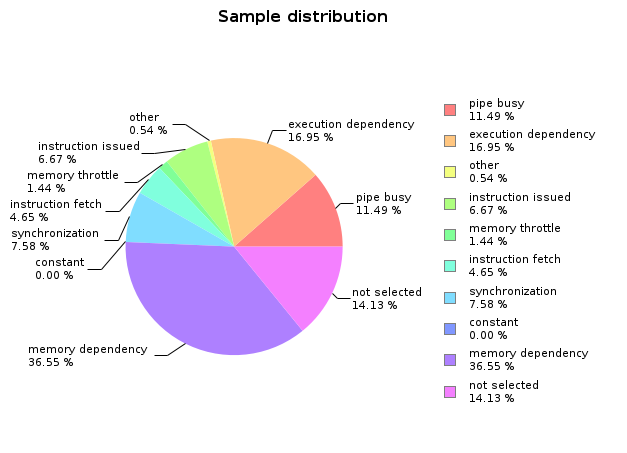 Sample distribution
other
0.54 %
execution dependency
16.95 %
instruction issued
6.67 %
memory throttle
1.44 %
pipe busy
11.49 %
instruction fetch
4.65 %
synchronization
7.58 %
constant
0.00 %
not selected
14.13 %
memory dependency
36.55 %
pipe busy
11.49 %
execution dependency
16.95 %
other
0.54 %
instruction issued
6.67 %
memory throttle
1.44 %
instruction fetch
4.65 %
synchronization
7.58 %
constant
0.00 %
memory dependency
36.55 %
not selected
14.13 %